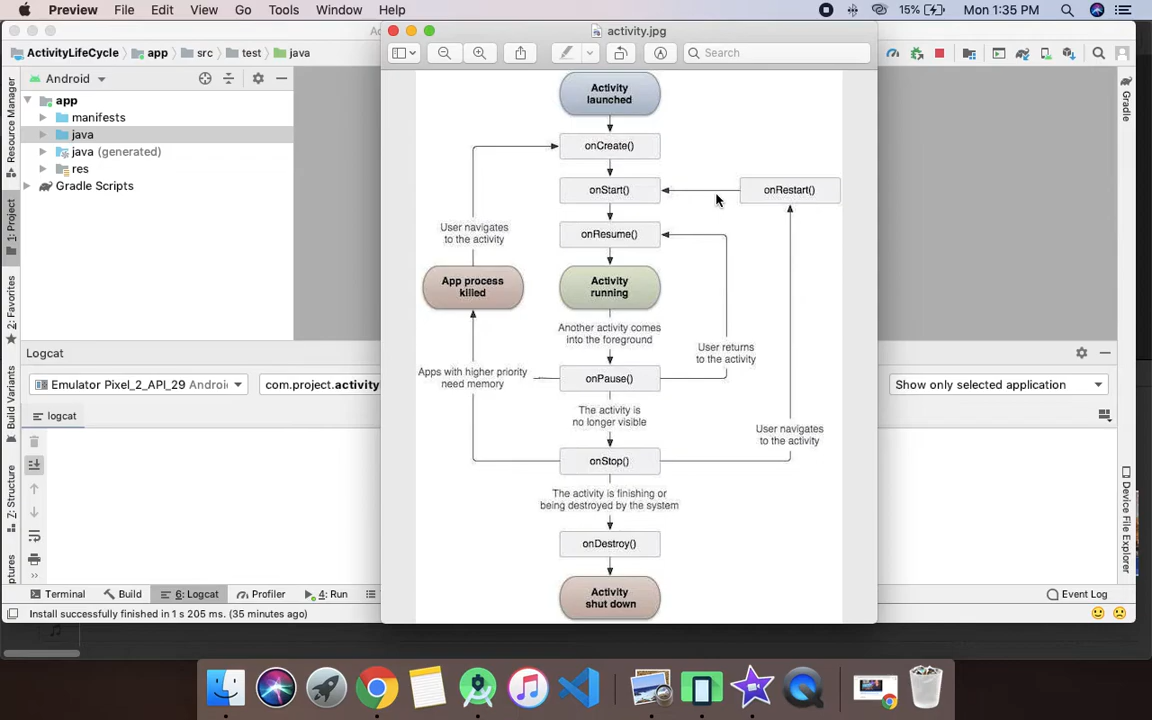 Preview File Edit View Go Tools Window Help 15% Mon 1:35 PM
activity.jpg
Search
ActivityLifeCycle app src test java
Android
app
manifests
java
java (generated)
res
Gradle Scripts
Resource Manager
1: Project
2: Favorites
Build Variants
Z: Structure
ptures
Gradle
Device File Explorer
Activity
launched
onCreate()
onStart()
onRestart()
onResume()
User navigates
to the activity
App process
killed
Activity
running
Another activity comes
into the foreground
User returns
to the activity
Apps with higher priority
need memory
onPause()
The activity is
no longer visible
User navigates
to the activity
onStop()
The activity is finishing or
being destroyed by the system
onDestroy()
Activity
shut down
Logcat
Emulator Pixel_2_API_29 Androi
com.project.activity
Show only selected application
logcat
Terminal Build 6: Logcat Profiler 4: Run Event Log
Install successfully finished in 1 s 205 ms. (35 minutes ago)